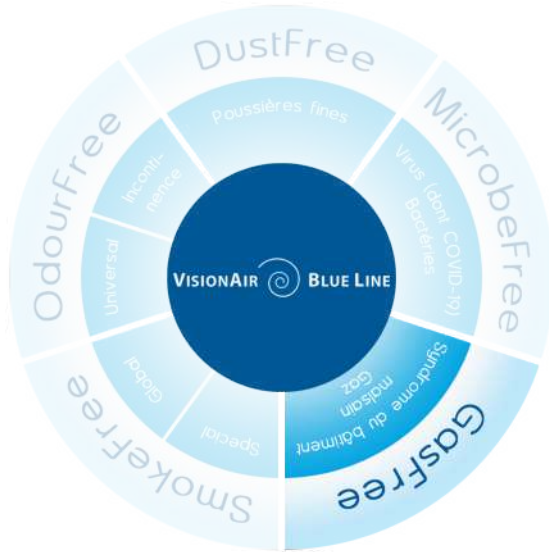 DustFree
Poussières fines
MicrobeFree
Virus (dont COVID-19)
Bactéries
GasFree
Syndrome du bâtiment
malsain
Gaz
SmokeFree
Special
Global
OdourFree
Universal
Inconti-
nence
VISIONAIR BLUE LINE